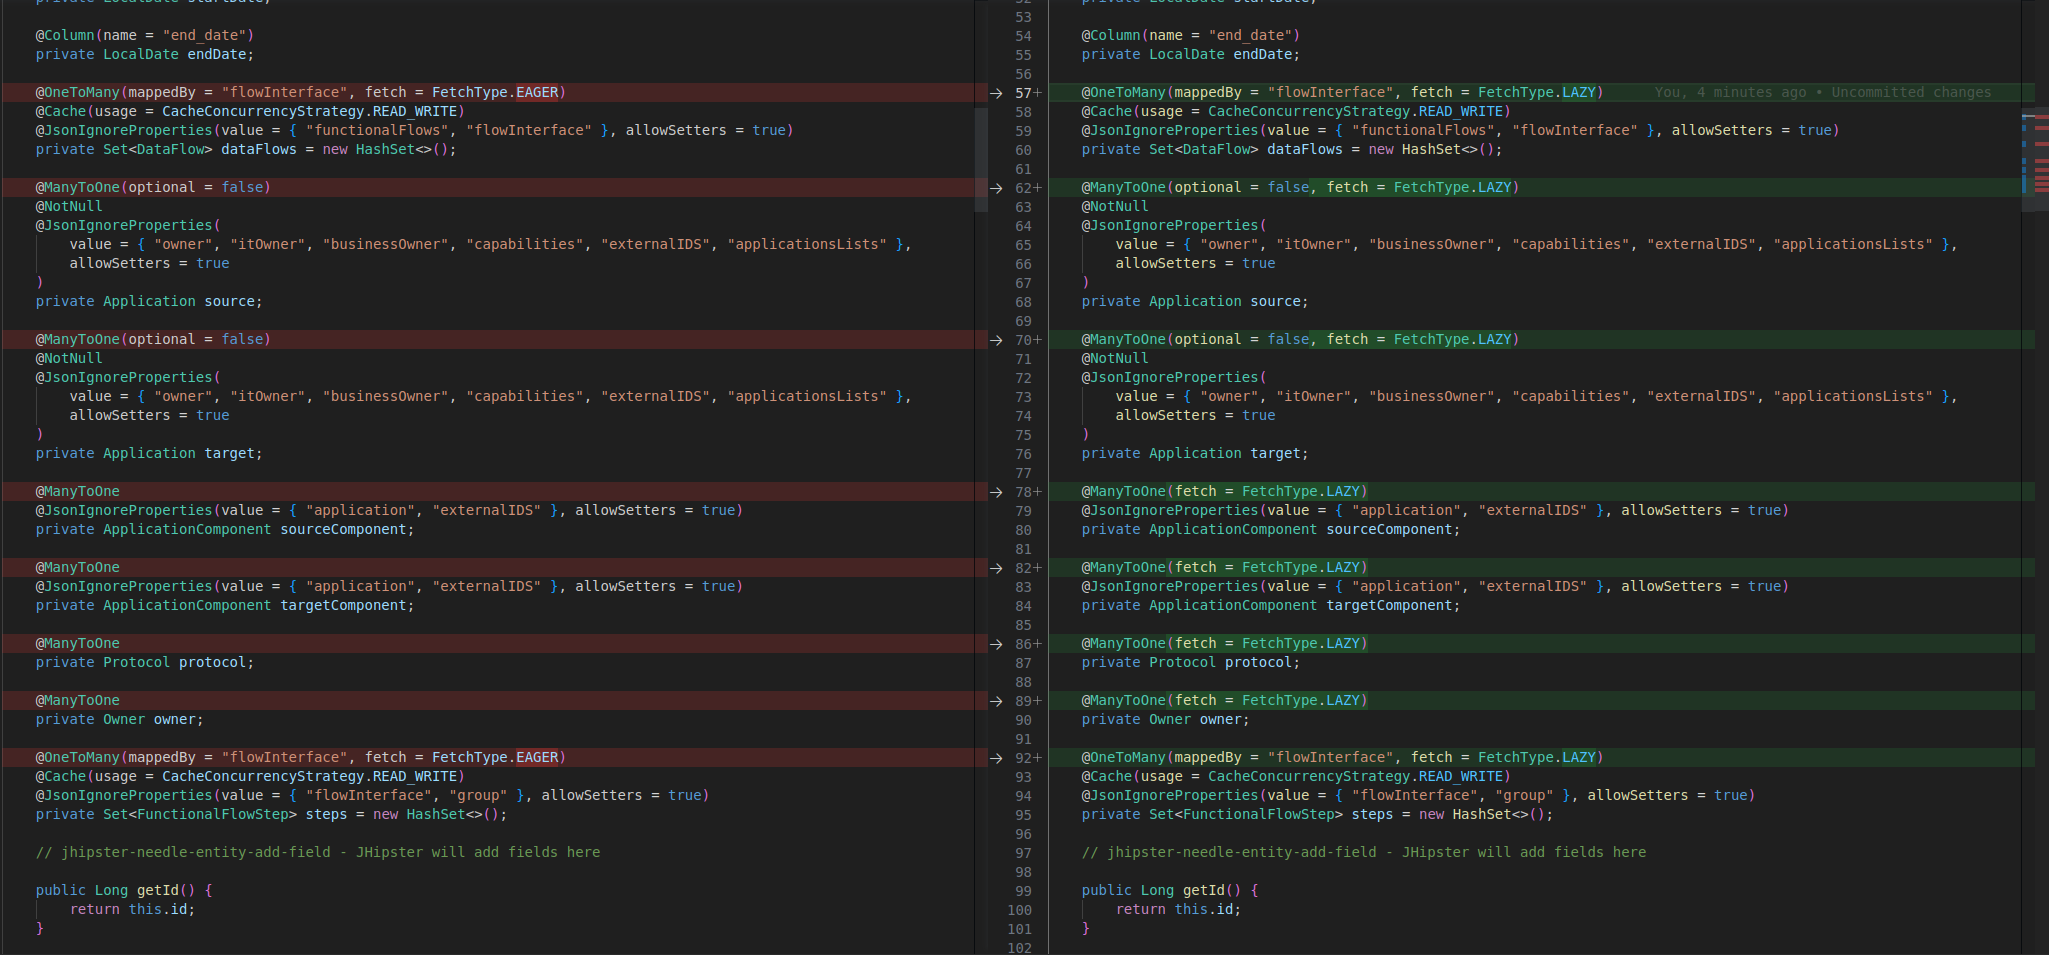 @Column(name = "end_date")
private LocalDate endDate;
@OneToMany(mappedBy = "flowInterface", fetch = FetchType.EAGER)
@Cache(usage = CacheConcurrencyStrategy.READ_WRITE)
@JsonIgnoreProperties(value = { "functionalFlows", "flowInterface" }, allowSetters = true)
private Set<DataFlow> dataFlows = new HashSet<>();
@ManyToOne(optional = false)
@NotNull
@JsonIgnoreProperties(
value = { "owner", "itOwner", "businessOwner", "capabilities", "externalIDS", "applicationsLists" },
allowSetters = true
)
private Application source;
@ManyToOne(optional = false)
@NotNull
@JsonIgnoreProperties(
value = { "owner", "itOwner", "businessOwner", "capabilities", "externalIDS", "applicationsLists" },
allowSetters = true
)
private Application target;
@ManyToOne
@JsonIgnoreProperties(value = { "application", "externalIDS" }, allowSetters = true)
private ApplicationComponent sourceComponent;
@ManyToOne
@JsonIgnoreProperties(value = { "application", "externalIDS" }, allowSetters = true)
private ApplicationComponent targetComponent;
@ManyToOne
private Protocol protocol;
@ManyToOne
private Owner owner;
@OneToMany(mappedBy = "flowInterface", fetch = FetchType.EAGER)
@Cache(usage = CacheConcurrencyStrategy.READ_WRITE)
@JsonIgnoreProperties(value = { "flowInterface", "group" }, allowSetters = true)
private Set<FunctionalFlowStep> steps = new HashSet<>();
// jhipster-needle-entity-add-field - JHipster will add fields here
public Long getId() {
return this.id;
}
53
54 @Column(name = "end_date")
55 private LocalDate endDate;
56
→ 57+ @OneToMany(mappedBy = "flowInterface", fetch = FetchType.LAZY) You, 4 minutes ago • Uncommitted changes
58 @Cache(usage = CacheConcurrencyStrategy.READ_WRITE)
59 @JsonIgnoreProperties(value = { "functionalFlows", "flowInterface" }, allowSetters = true)
60 private Set<DataFlow> dataFlows = new HashSet<>();
61
→ 62+ @ManyToOne(optional = false, fetch = FetchType.LAZY)
63 @NotNull
64 @JsonIgnoreProperties(
65 value = { "owner", "itOwner", "businessOwner", "capabilities", "externalIDS", "applicationsLists" },
66 allowSetters = true
67 )
68 private Application source;
69
→ 70+ @ManyToOne(optional = false, fetch = FetchType.LAZY)
71 @NotNull
72 @JsonIgnoreProperties(
73 value = { "owner", "itOwner", "businessOwner", "capabilities", "externalIDS", "applicationsLists" },
74 allowSetters = true
75 )
76 private Application target;
77
→ 78+ @ManyToOne(fetch = FetchType.LAZY)
79 @JsonIgnoreProperties(value = { "application", "externalIDS" }, allowSetters = true)
80 private ApplicationComponent sourceComponent;
81
→ 82+ @ManyToOne(fetch = FetchType.LAZY)
83 @JsonIgnoreProperties(value = { "application", "externalIDS" }, allowSetters = true)
84 private ApplicationComponent targetComponent;
85
→ 86+ @ManyToOne(fetch = FetchType.LAZY)
87 private Protocol protocol;
88
→ 89+ @ManyToOne(fetch = FetchType.LAZY)
90 private Owner owner;
91
→ 92+ @OneToMany(mappedBy = "flowInterface", fetch = FetchType.LAZY)
93 @Cache(usage = CacheConcurrencyStrategy.READ_WRITE)
94 @JsonIgnoreProperties(value = { "flowInterface", "group" }, allowSetters = true)
95 private Set<FunctionalFlowStep> steps = new HashSet<>();
96
97 // jhipster-needle-entity-add-field - JHipster will add fields here
98
99 public Long getId() {
100 return this.id;
101 }
102